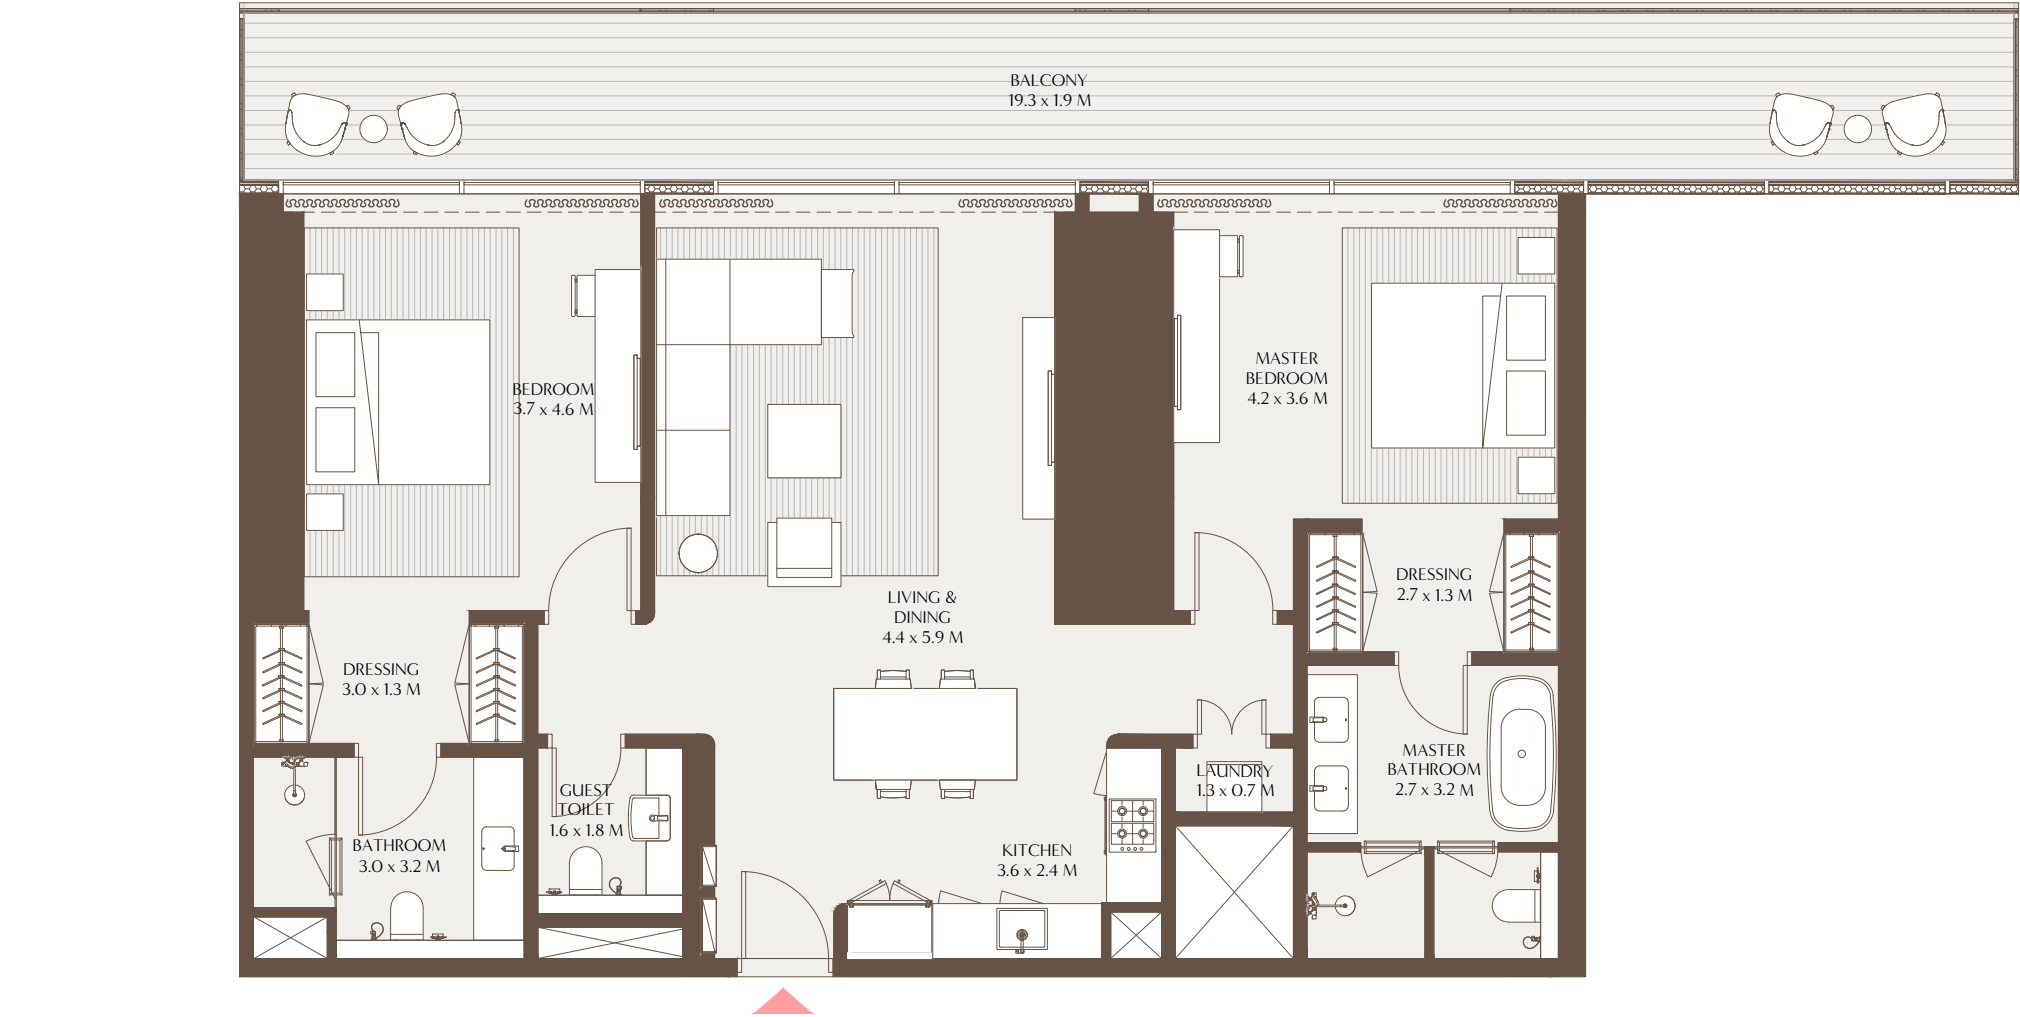 BALCONY
19.3 x 1.9 M
BEDROOM
3.7 x 4.6 M
MASTER
BEDROOM
4.2 x 3.6 M
LIVING &
DINING
4.4 x 5.9 M
DRESSING
2.7 x 1.3 M
DRESSING
3.0 x 1.3 M
GUEST
TOILET
1.6 x 1.8 M
LAUNDRY
1.3 x 0.7 M
MASTER
BATHROOM
2.7 x 3.2 M
BATHROOM
3.0 x 3.2 M
KITCHEN
3.6 x 2.4 M